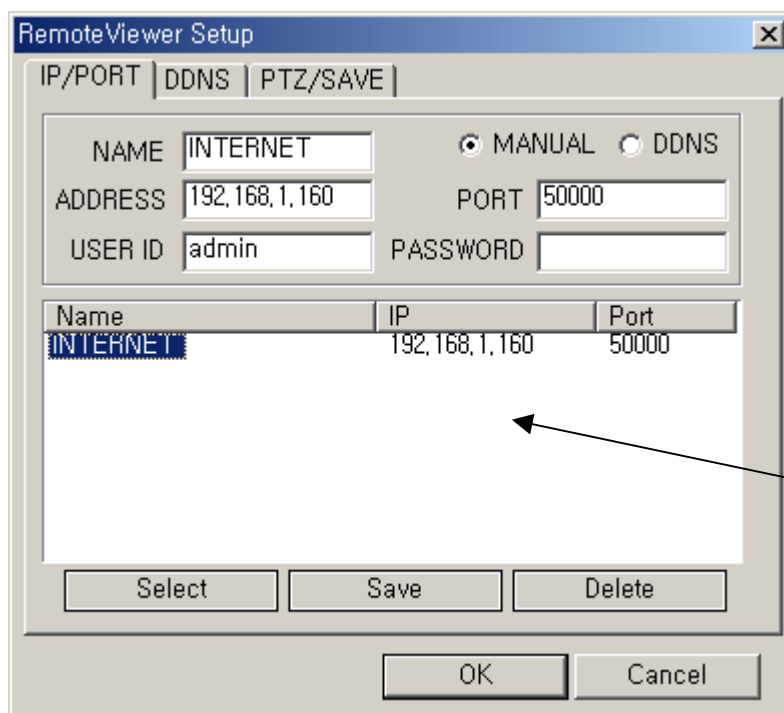 RemoteViewer Setup
IP/PORT DDNS PTZ/SAVE
NAME INTERNET MANUAL DDNS
ADDRESS 192,168,1,160 PORT 50000
USER ID admin PASSWORD
Name IP Port
INTERNET 192,168,1,160 50000
Select Save Delete
OK Cancel